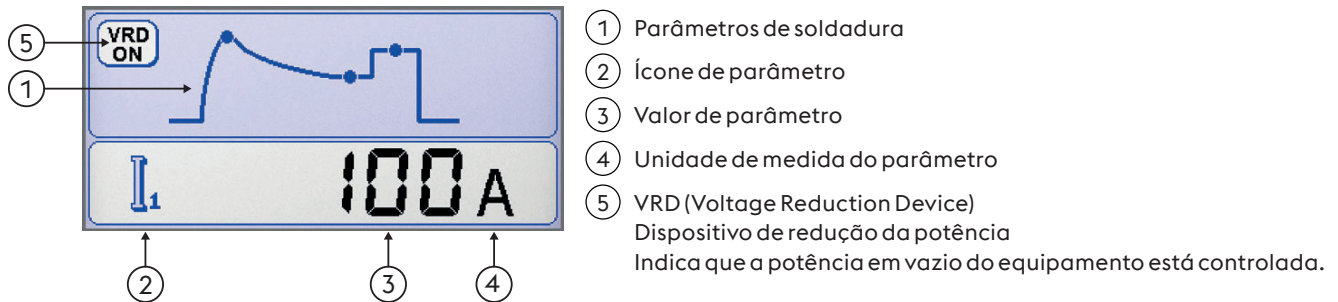 VRD
ON
5
1
I1
100 A
2
3
4
1 Parâmetros de soldadura
2 Ícone de parâmetro
3 Valor de parâmetro
4 Unidade de medida do parâmetro
5 VRD (Voltage Reduction Device)
Dispositivo de redução da potência
Indica que a potência em vazio do equipamento está controlada.